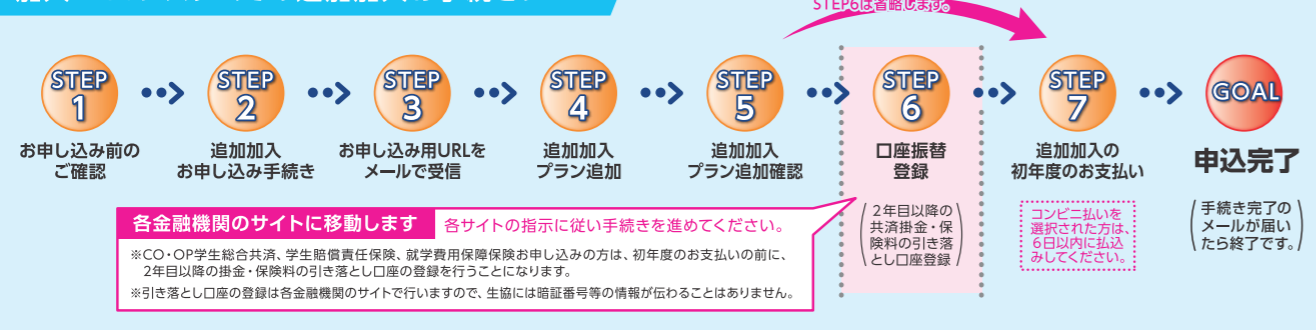 STEP6は省略します。
STEP
1
お申し込み前の
ご確認
STEP
2
追加加入
お申し込み手続き
STEP
3
お申し込み用URLを
メールで受信
STEP
4
追加加入
プラン追加
STEP
5
追加加入
プラン追加確認
STEP
6
口座振替
登録
2年目以降の
共済掛金・保
険料の引き落
とし口座登録
STEP
7
追加加入の
初年度のお支払い
コンビニ払いを
選択された方は、
6日以内に払込
みしてください。
GOAL
申込完了
手続き完了の
メールが届い
たら終了です。
各金融機関のサイトに移動します 各サイトの指示に従い手続きを進めてください。
※CO・OP学生総合共済、学生賠償責任保険、就学費用保障保険お申し込みの方は、初年度のお支払いの前に、
2年目以降の掛金・保険料の引き落とし口座の登録を行うことになります。
※引き落とし口座の登録は各金融機関のサイトで行いますので、生協には暗証番号等の情報が伝わることはありません。